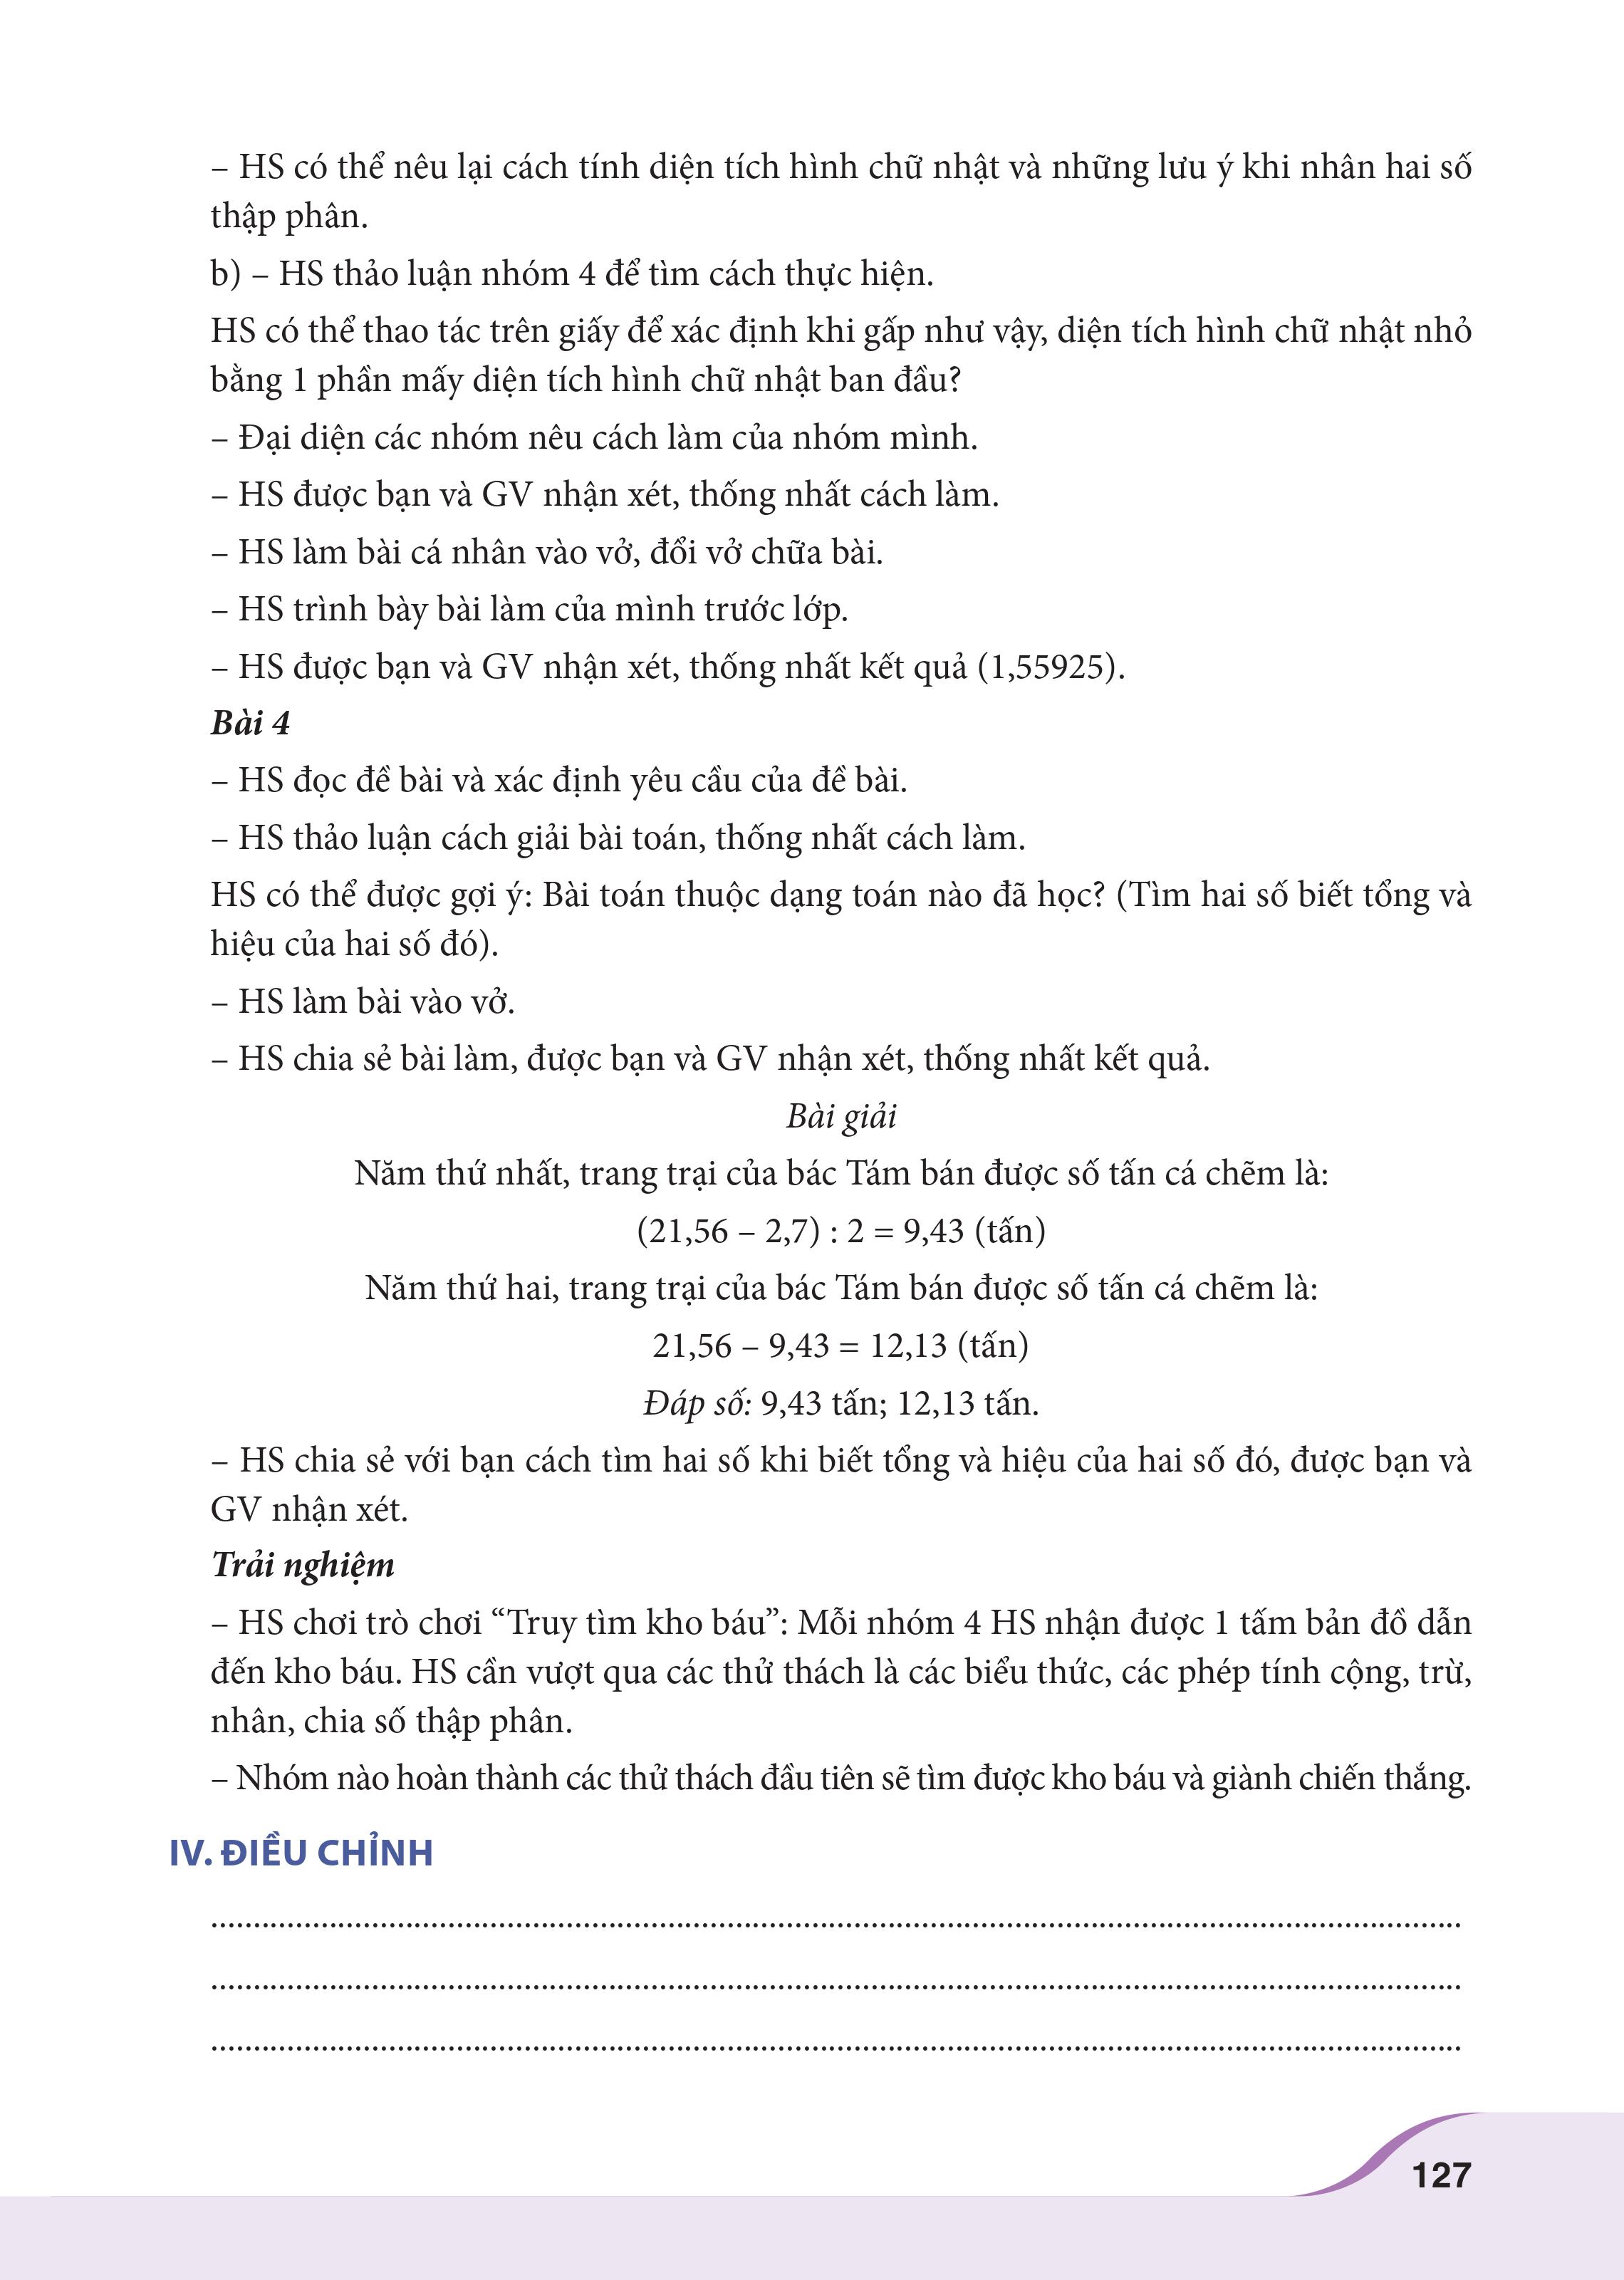 – HS có thể nêu lại cách tính diện tích hình chữ nhật và những lưu ý khi nhân hai số
thập phân.
b) – HS thảo luận nhóm 4 để tìm cách thực hiện.
HS có thể thao tác trên giấy để xác định khi gấp như vậy, diện tích hình chữ nhật nhỏ
bằng 1 phần mấy diện tích hình chữ nhật ban đầu?
– Đại diện các nhóm nêu cách làm của nhóm mình.
– HS được bạn và GV nhận xét, thống nhất cách làm.
– HS làm bài cá nhân vào vở, đổi vở chữa bài.
– HS trình bày bài làm của mình trước lớp.
– HS được bạn và GV nhận xét, thống nhất kết quả (1,55925).
Bài 4
– HS đọc đề bài và xác định yêu cầu của đề bài.
– HS thảo luận cách giải bài toán, thống nhất cách làm.
HS có thể được gợi ý: Bài toán thuộc dạng toán nào đã học? (Tìm hai số biết tổng và
hiệu của hai số đó).
– HS làm bài vào vở.
– HS chia sẻ bài làm, được bạn và GV nhận xét, thống nhất kết quả.
Bài giải
Năm thứ nhất, trang trại của bác Tám bán được số tấn cá chẽm là:
(21,56 – 2,7) : 2 = 9,43 (tấn)
Năm thứ hai, trang trại của bác Tám bán được số tấn cá chẽm là:
21,56 – 9,43 = 12,13 (tấn)
Đáp số: 9,43 tấn; 12,13 tấn.
– HS chia sẻ với bạn cách tìm hai số khi biết tổng và hiệu của hai số đó, được bạn và
GV nhận xét.
Trải nghiệm
– HS chơi trò chơi “Truy tìm kho báu”: Mỗi nhóm 4 HS nhận được 1 tấm bản đồ dẫn
đến kho báu. HS cần vượt qua các thử thách là các biểu thức, các phép tính cộng, trừ,
nhân, chia số thập phân.
– Nhóm nào hoàn thành các thử thách đầu tiên sẽ tìm được kho báu và giành chiến thắng.
IV. ĐIỀU CHỈNH
127